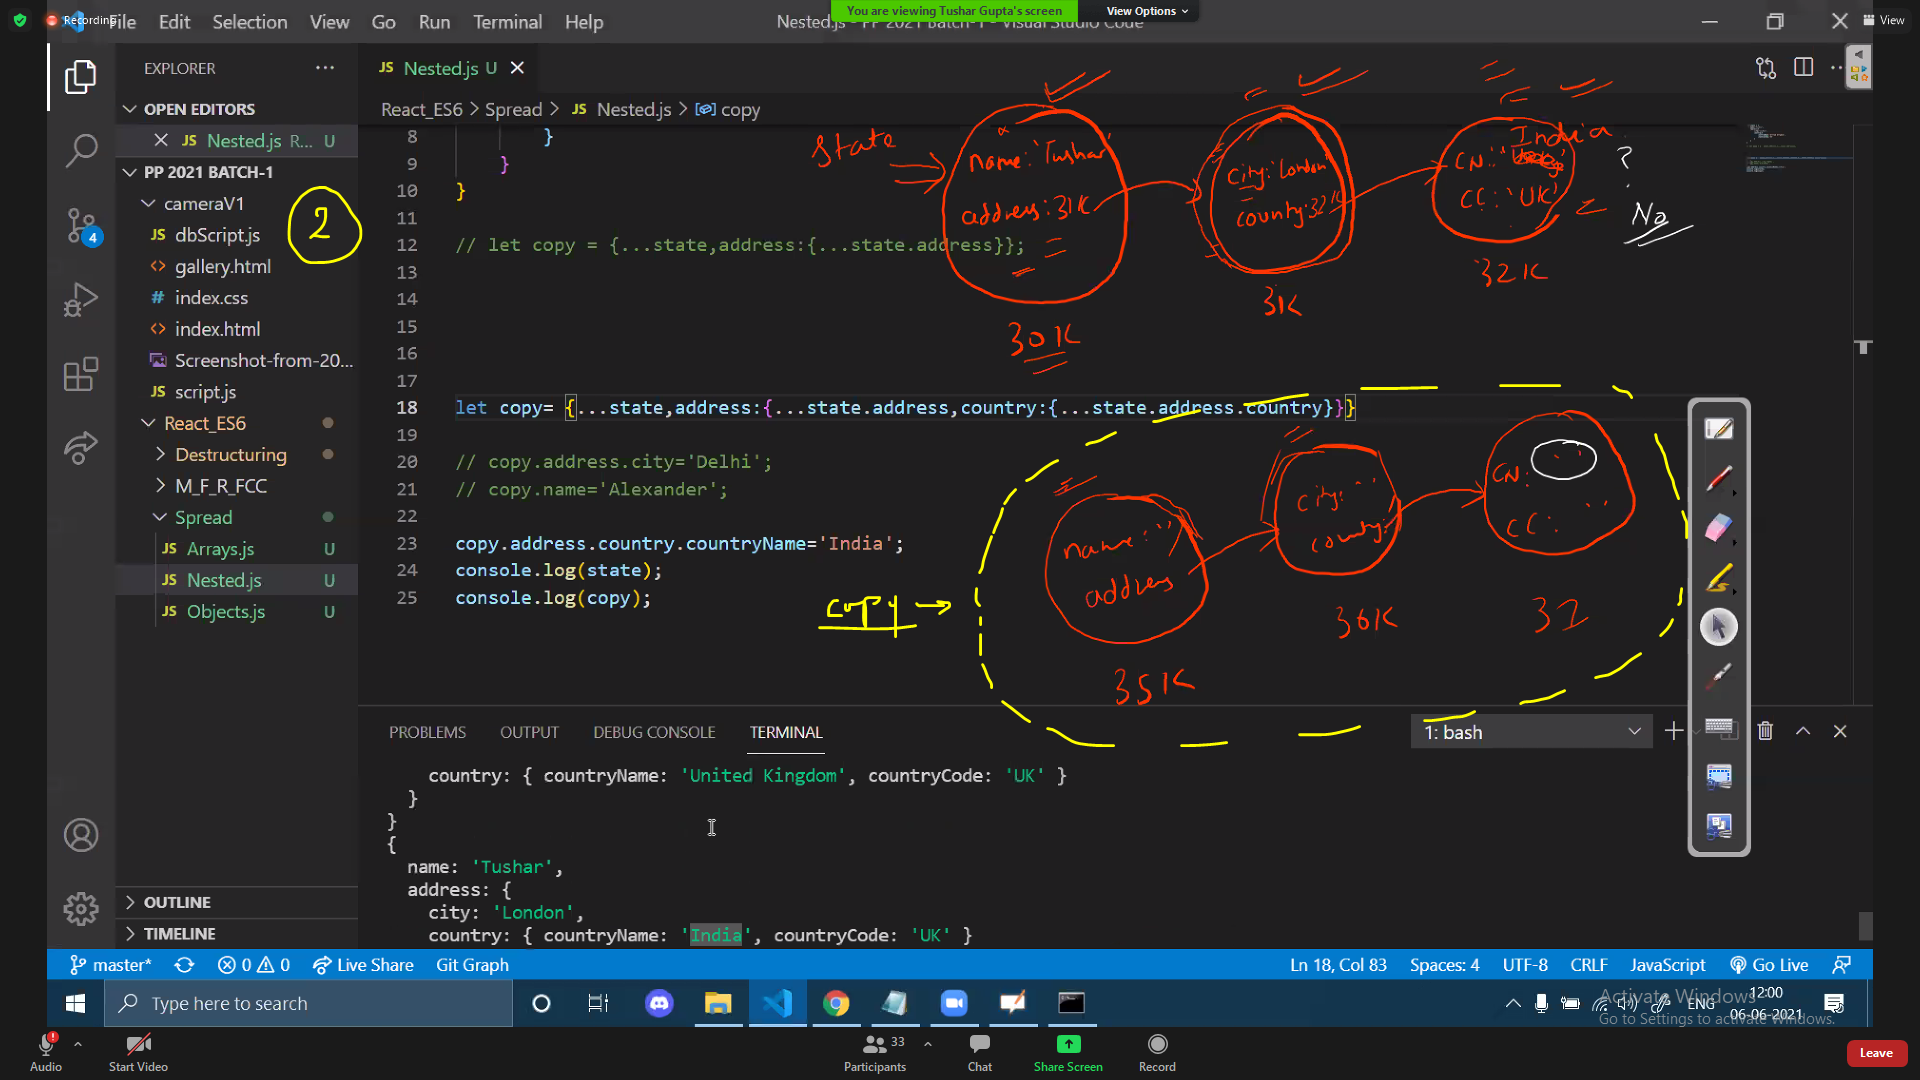 Recording
File Edit Selection View Go Run Terminal Help
You are viewing Tushar Gupta's screen
View Options
Nested.js - PP 2021 Batch-1 - Visual Studio Code
View
EXPLORER
OPEN EDITORS
JS Nested.js R... U
PP 2021 BATCH-1
cameraV1
JS dbScript.js
<> gallery.html
# index.css
<> index.html
Screenshot-from-20...
JS script.js
React_ES6
Destructuring
M_F_R_FCC
Spread
JS Arrays.js U
JS Nested.js U
JS Objects.js U
OUTLINE
TIMELINE
4
2
JS Nested.js U
React_ES6 > Spread > JS Nested.js > copy
8 }
9 }
10 }
11
12 // let copy = {...state,address:{...state.address}};
13
14
15
16
17
18 let copy= {...state,address:{...state.address,country:{...state.address.country}}}
19
20 // copy.address.city='Delhi';
21 // copy.name='Alexander';
22
23 copy.address.country.countryName='India';
24 console.log(state);
25 console.log(copy);
State
name:'Tushar'
address:31K
30K
city:'London'
county:32K
31K
India
CN:
CC:'UK'
32K
?
No
copy
name:''
address
35K
city:''
county:
36K
CN: ''
CC: ''
PROBLEMS OUTPUT DEBUG CONSOLE TERMINAL
1: bash
country: { countryName: 'United Kingdom', countryCode: 'UK' }
}
}
{
name: 'Tushar',
address: {
city: 'London',
country: { countryName: 'India', countryCode: 'UK' }
master* 0 0 Live Share Git Graph
Ln 18, Col 83 Spaces: 4 UTF-8 CRLF JavaScript Go Live
Type here to search
ENG
12:00
06-06-2021
Activate Windows
Go to Settings to activate Windows.
Audio
Start Video
33
Participants
Chat
Share Screen
Record
Leave